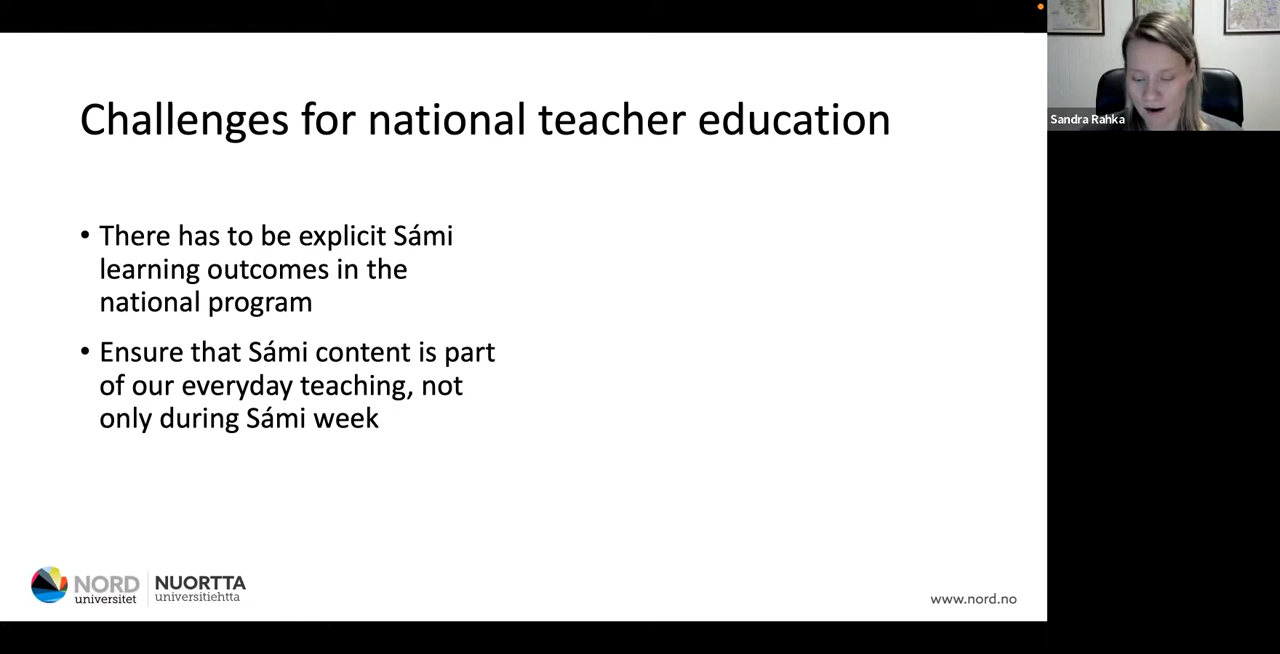 Challenges for national teacher education
• There has to be explicit Sámi
learning outcomes in the
national program
• Ensure that Sámi content is part
of our everyday teaching, not
only during Sámi week
NORD
universitet
NUORTTA
universitiehtta
www.nord.no
Sandra Rahka